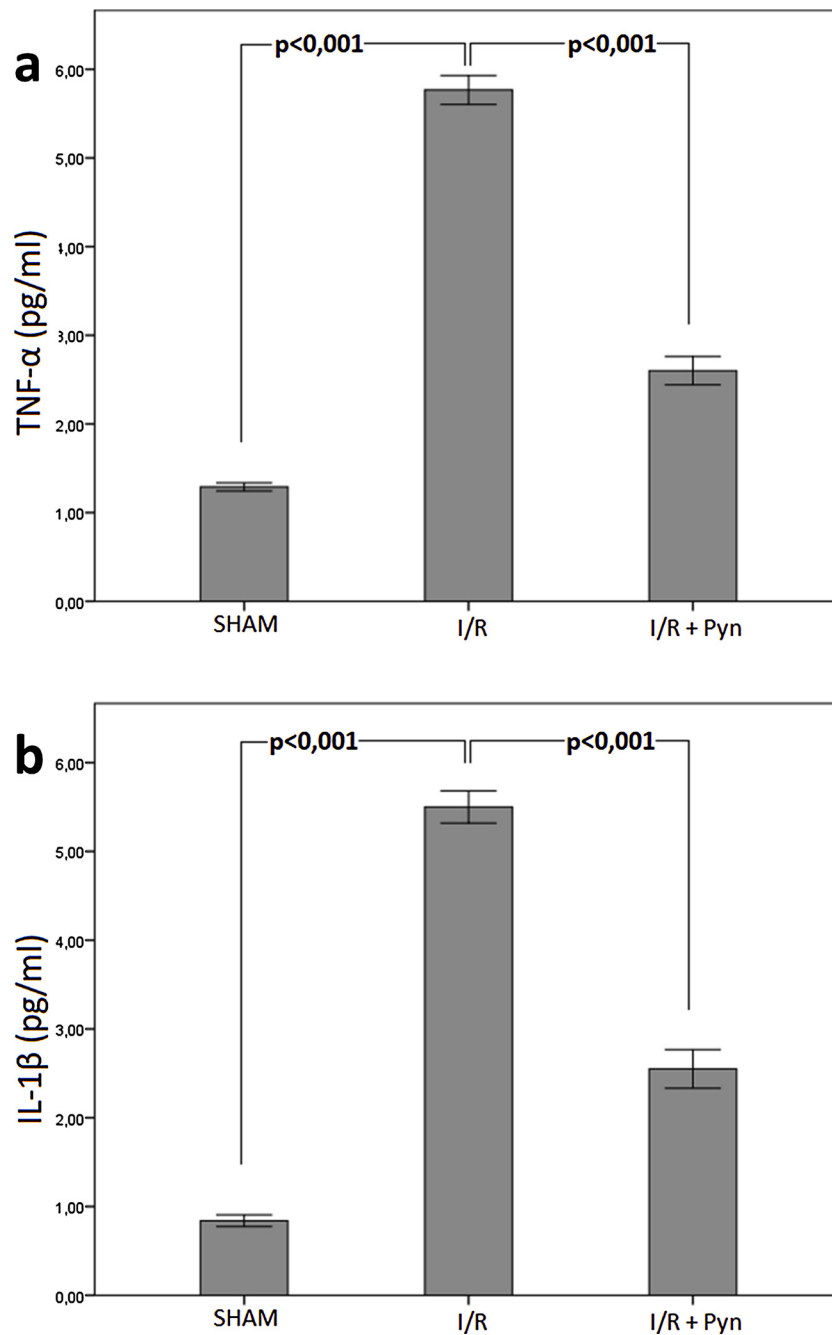 a
p<0,001
p<0,001
6,00
5,00
4,00
3,00
2,00
1,00
0,00
TNF-α (pg/ml)
SHAM
I/R
I/R + Pyn
b
p<0,001
p<0,001
6,00
5,00
4,00
3,00
2,00
1,00
0,00
IL-1β (pg/ml)
SHAM
I/R
I/R + Pyn